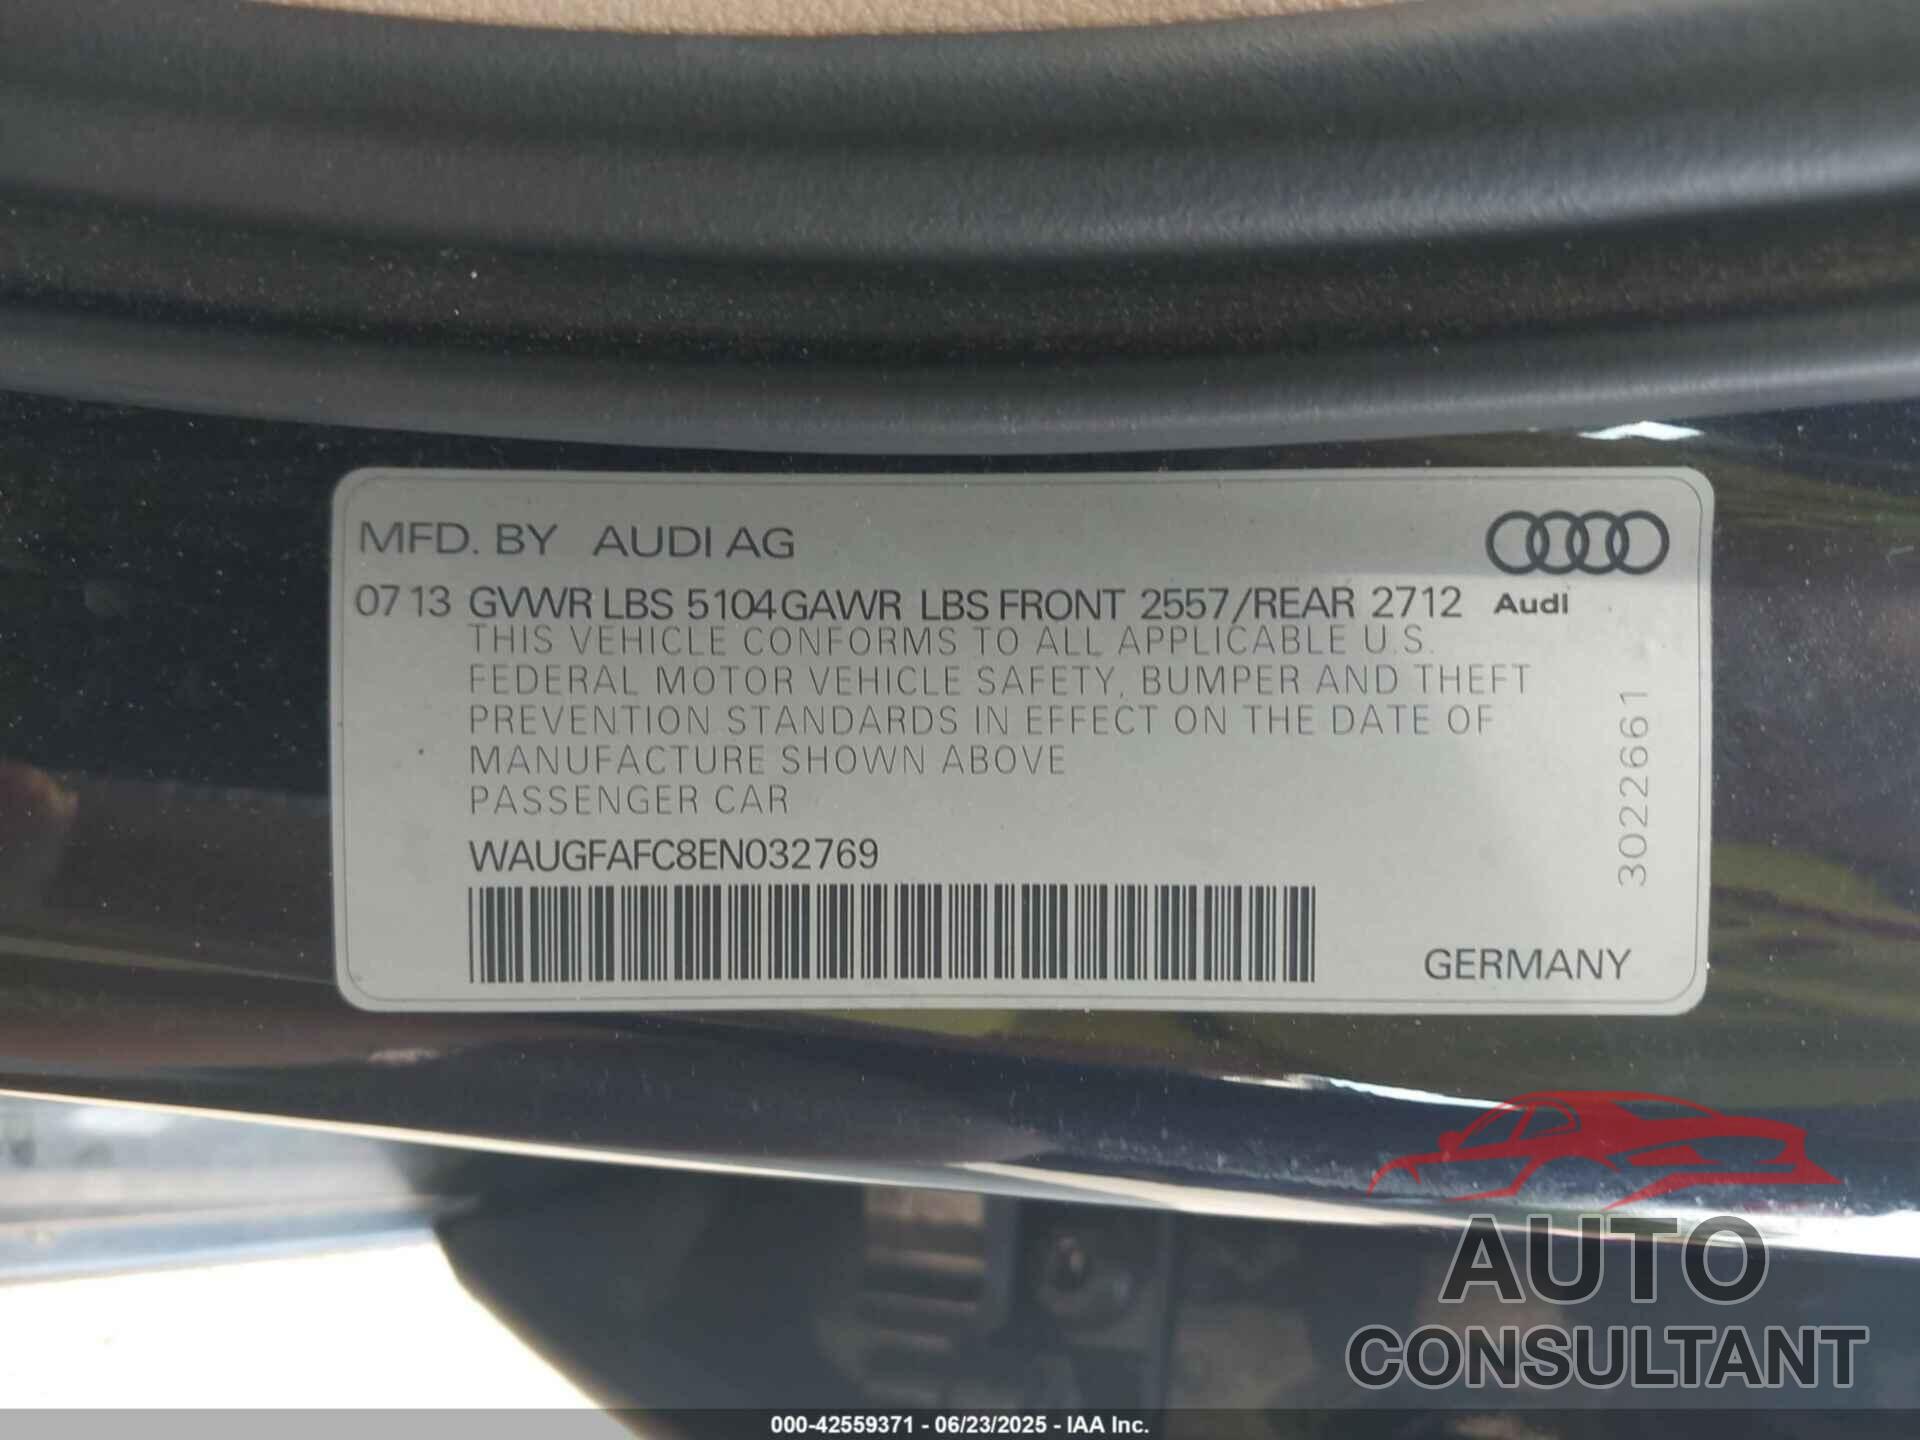 MFD. BY AUDI AG
07 13 GVWR LBS 5104 GAWR LBS FRONT 2557/REAR 2712
Audi
THIS VEHICLE CONFORMS TO ALL APPLICABLE U.S.
FEDERAL MOTOR VEHICLE SAFETY, BUMPER AND THEFT
PREVENTION STANDARDS IN EFFECT ON THE DATE OF
MANUFACTURE SHOWN ABOVE
PASSENGER CAR
WAUGFAFC8EN032769
3022661
GERMANY
AUTO
CONSULTANT
000-42559371 - 06/23/2025 - IAA Inc.